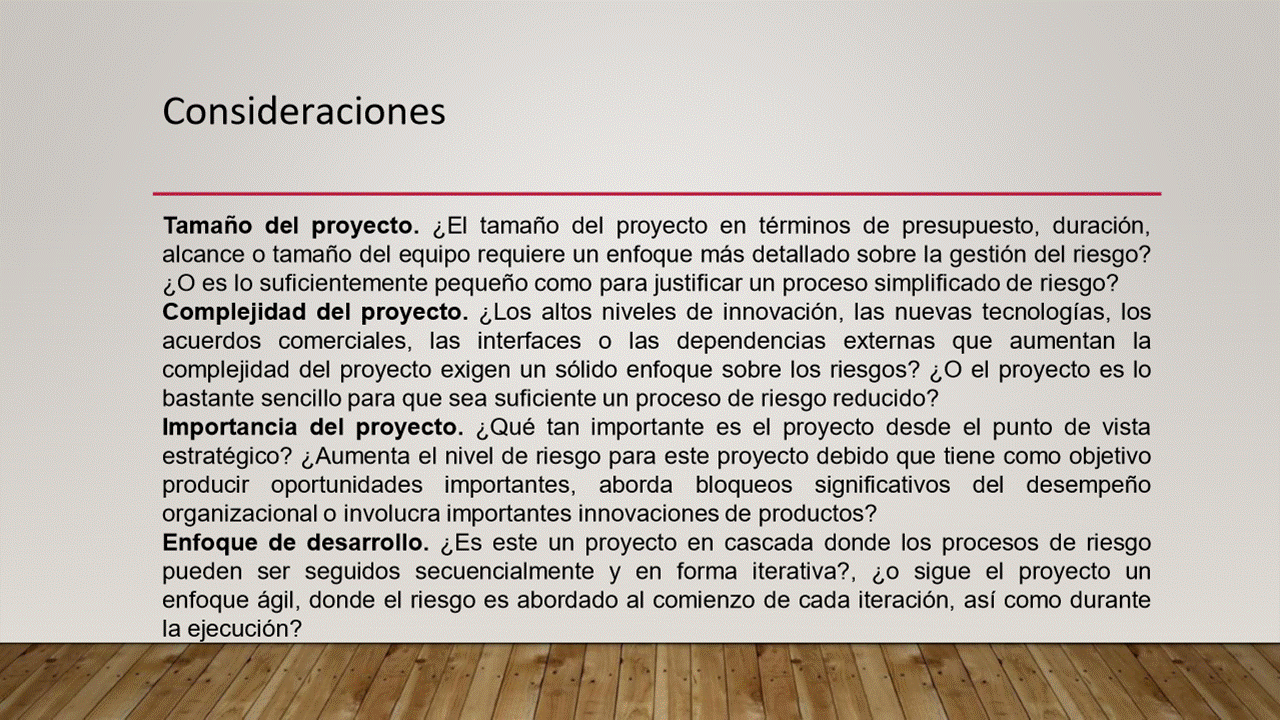 Consideraciones
Tamaño del proyecto. ¿El tamaño del proyecto en términos de presupuesto, duración,
alcance o tamaño del equipo requiere un enfoque más detallado sobre la gestión del riesgo?
¿O es lo suficientemente pequeño como para justificar un proceso simplificado de riesgo?
Complejidad del proyecto. ¿Los altos niveles de innovación, las nuevas tecnologías, los
acuerdos comerciales, las interfaces o las dependencias externas que aumentan la
complejidad del proyecto exigen un sólido enfoque sobre los riesgos? ¿O el proyecto es lo
bastante sencillo para que sea suficiente un proceso de riesgo reducido?
Importancia del proyecto. ¿Qué tan importante es el proyecto desde el punto de vista
estratégico? ¿Aumenta el nivel de riesgo para este proyecto debido que tiene como objetivo
producir oportunidades importantes, aborda bloqueos significativos del desempeño
organizacional o involucra importantes innovaciones de productos?
Enfoque de desarrollo. ¿Es este un proyecto en cascada donde los procesos de riesgo
pueden ser seguidos secuencialmente y en forma iterativa?, ¿o sigue el proyecto un
enfoque ágil, donde el riesgo es abordado al comienzo de cada iteración, así como durante
la ejecución?